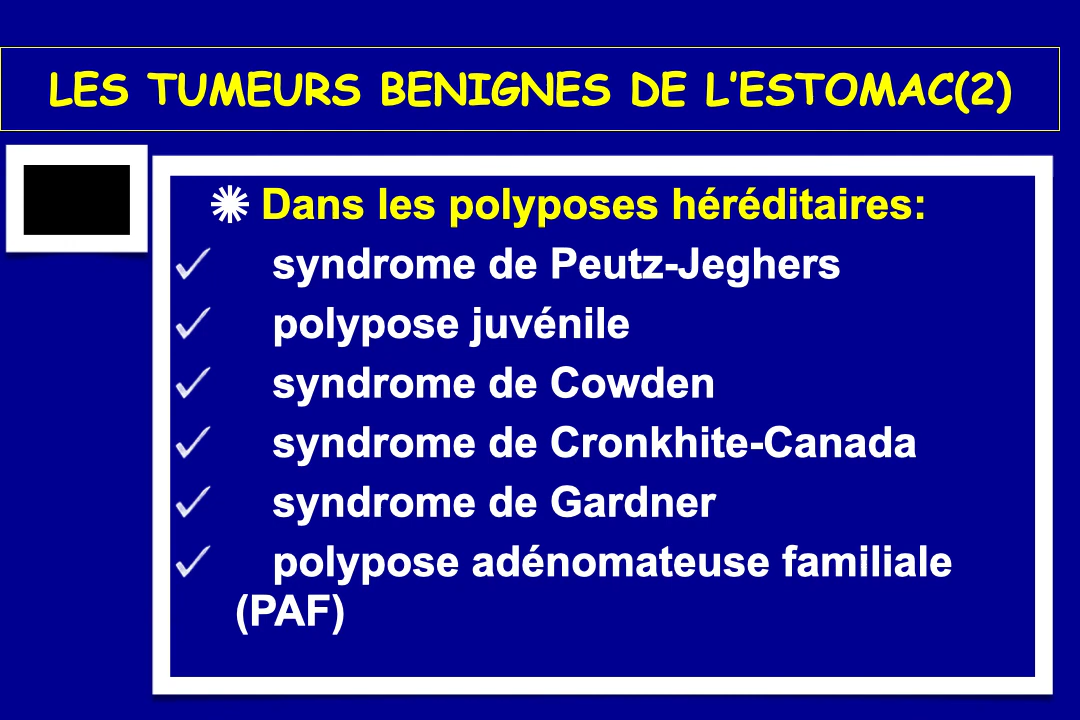 LES TUMEURS BENIGNES DE L’ESTOMAC(2)
Dans les polyposes héréditaires:
syndrome de Peutz-Jeghers
polypose juvénile
syndrome de Cowden
syndrome de Cronkhite-Canada
syndrome de Gardner
polypose adénomateuse familiale
(PAF)